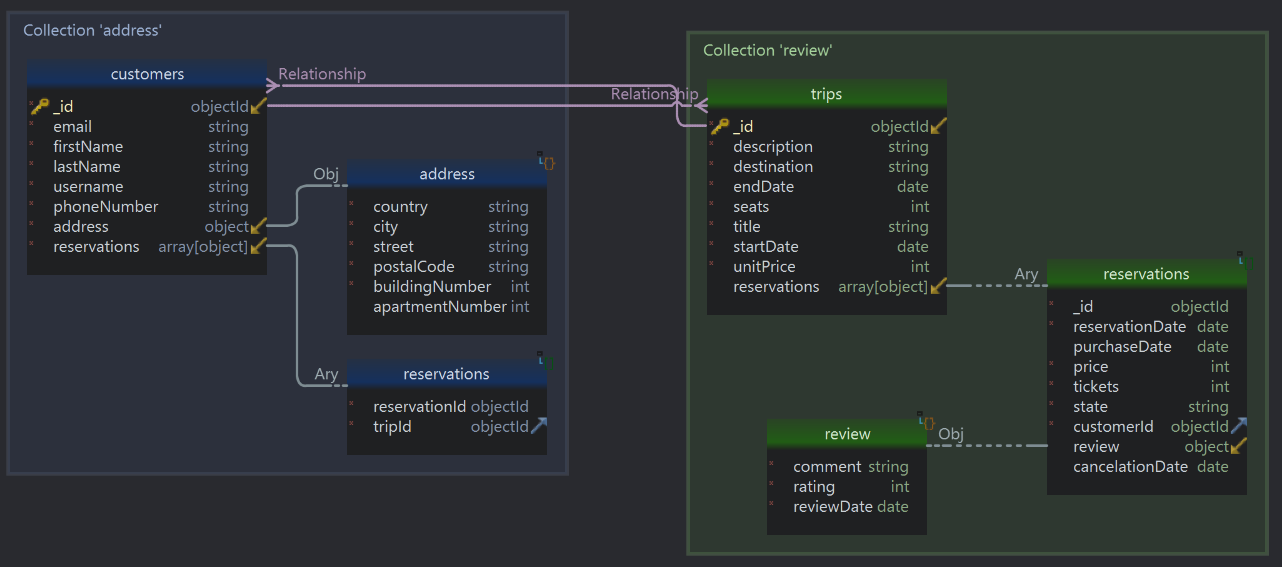 Collection 'address'
customers
_id objectId
email string
firstName string
lastName string
username string
phoneNumber string
address object
reservations array[object]
Relationship
Obj
address
country string
city string
street string
postalCode string
buildingNumber int
apartmentNumber int
Ary
reservations
reservationId objectId
tripId objectId
Collection 'review'
Relationship
trips
_id objectId
description string
destination string
endDate date
seats int
title string
startDate date
unitPrice int
reservations array[object]
Ary
reservations
_id objectId
reservationDate date
purchaseDate date
price int
tickets int
state string
customerId objectId
review object
cancelationDate date
review
Obj
comment string
rating int
reviewDate date